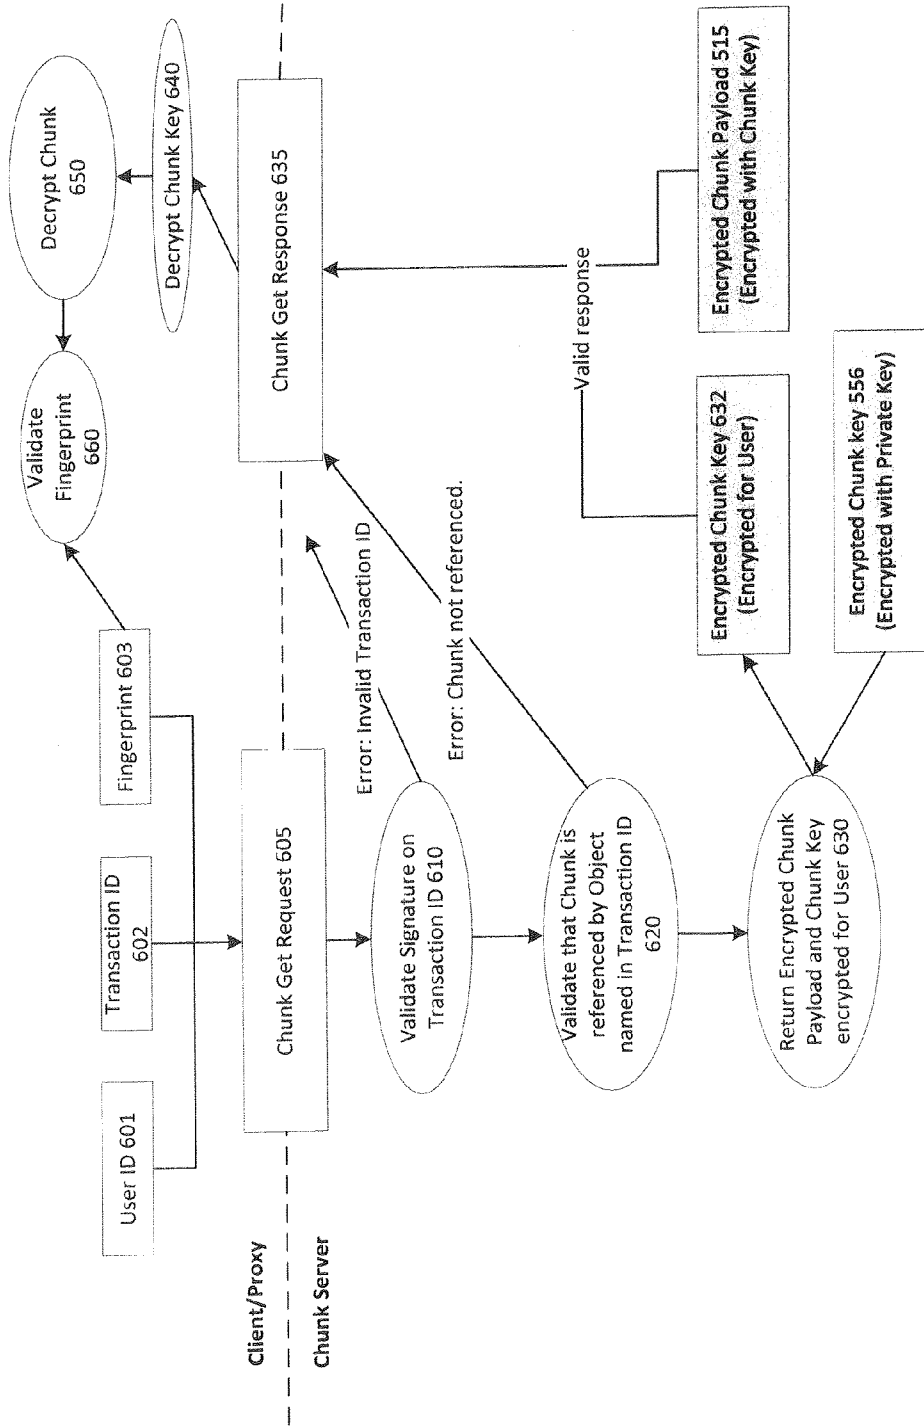 User ID 601
Transaction ID
602
Fingerprint 603
Validate
Fingerprint
660
Decrypt Chunk
650
Decrypt Chunk Key 640
Client/Proxy
Chunk Server
Chunk Get Request 605
Chunk Get Response 635
Validate Signature on
Transaction ID 610
Error: Invalid Transaction ID
Validate that Chunk is
referenced by Object
named in Transaction ID
620
Error: Chunk not referenced.
Valid response
Return Encrypted Chunk
Payload and Chunk Key
encrypted for User 630
Encrypted Chunk Key 632
(Encrypted for User)
Encrypted Chunk Payload 515
(Encrypted with Chunk Key)
Encrypted Chunk key 556
(Encrypted with Private Key)